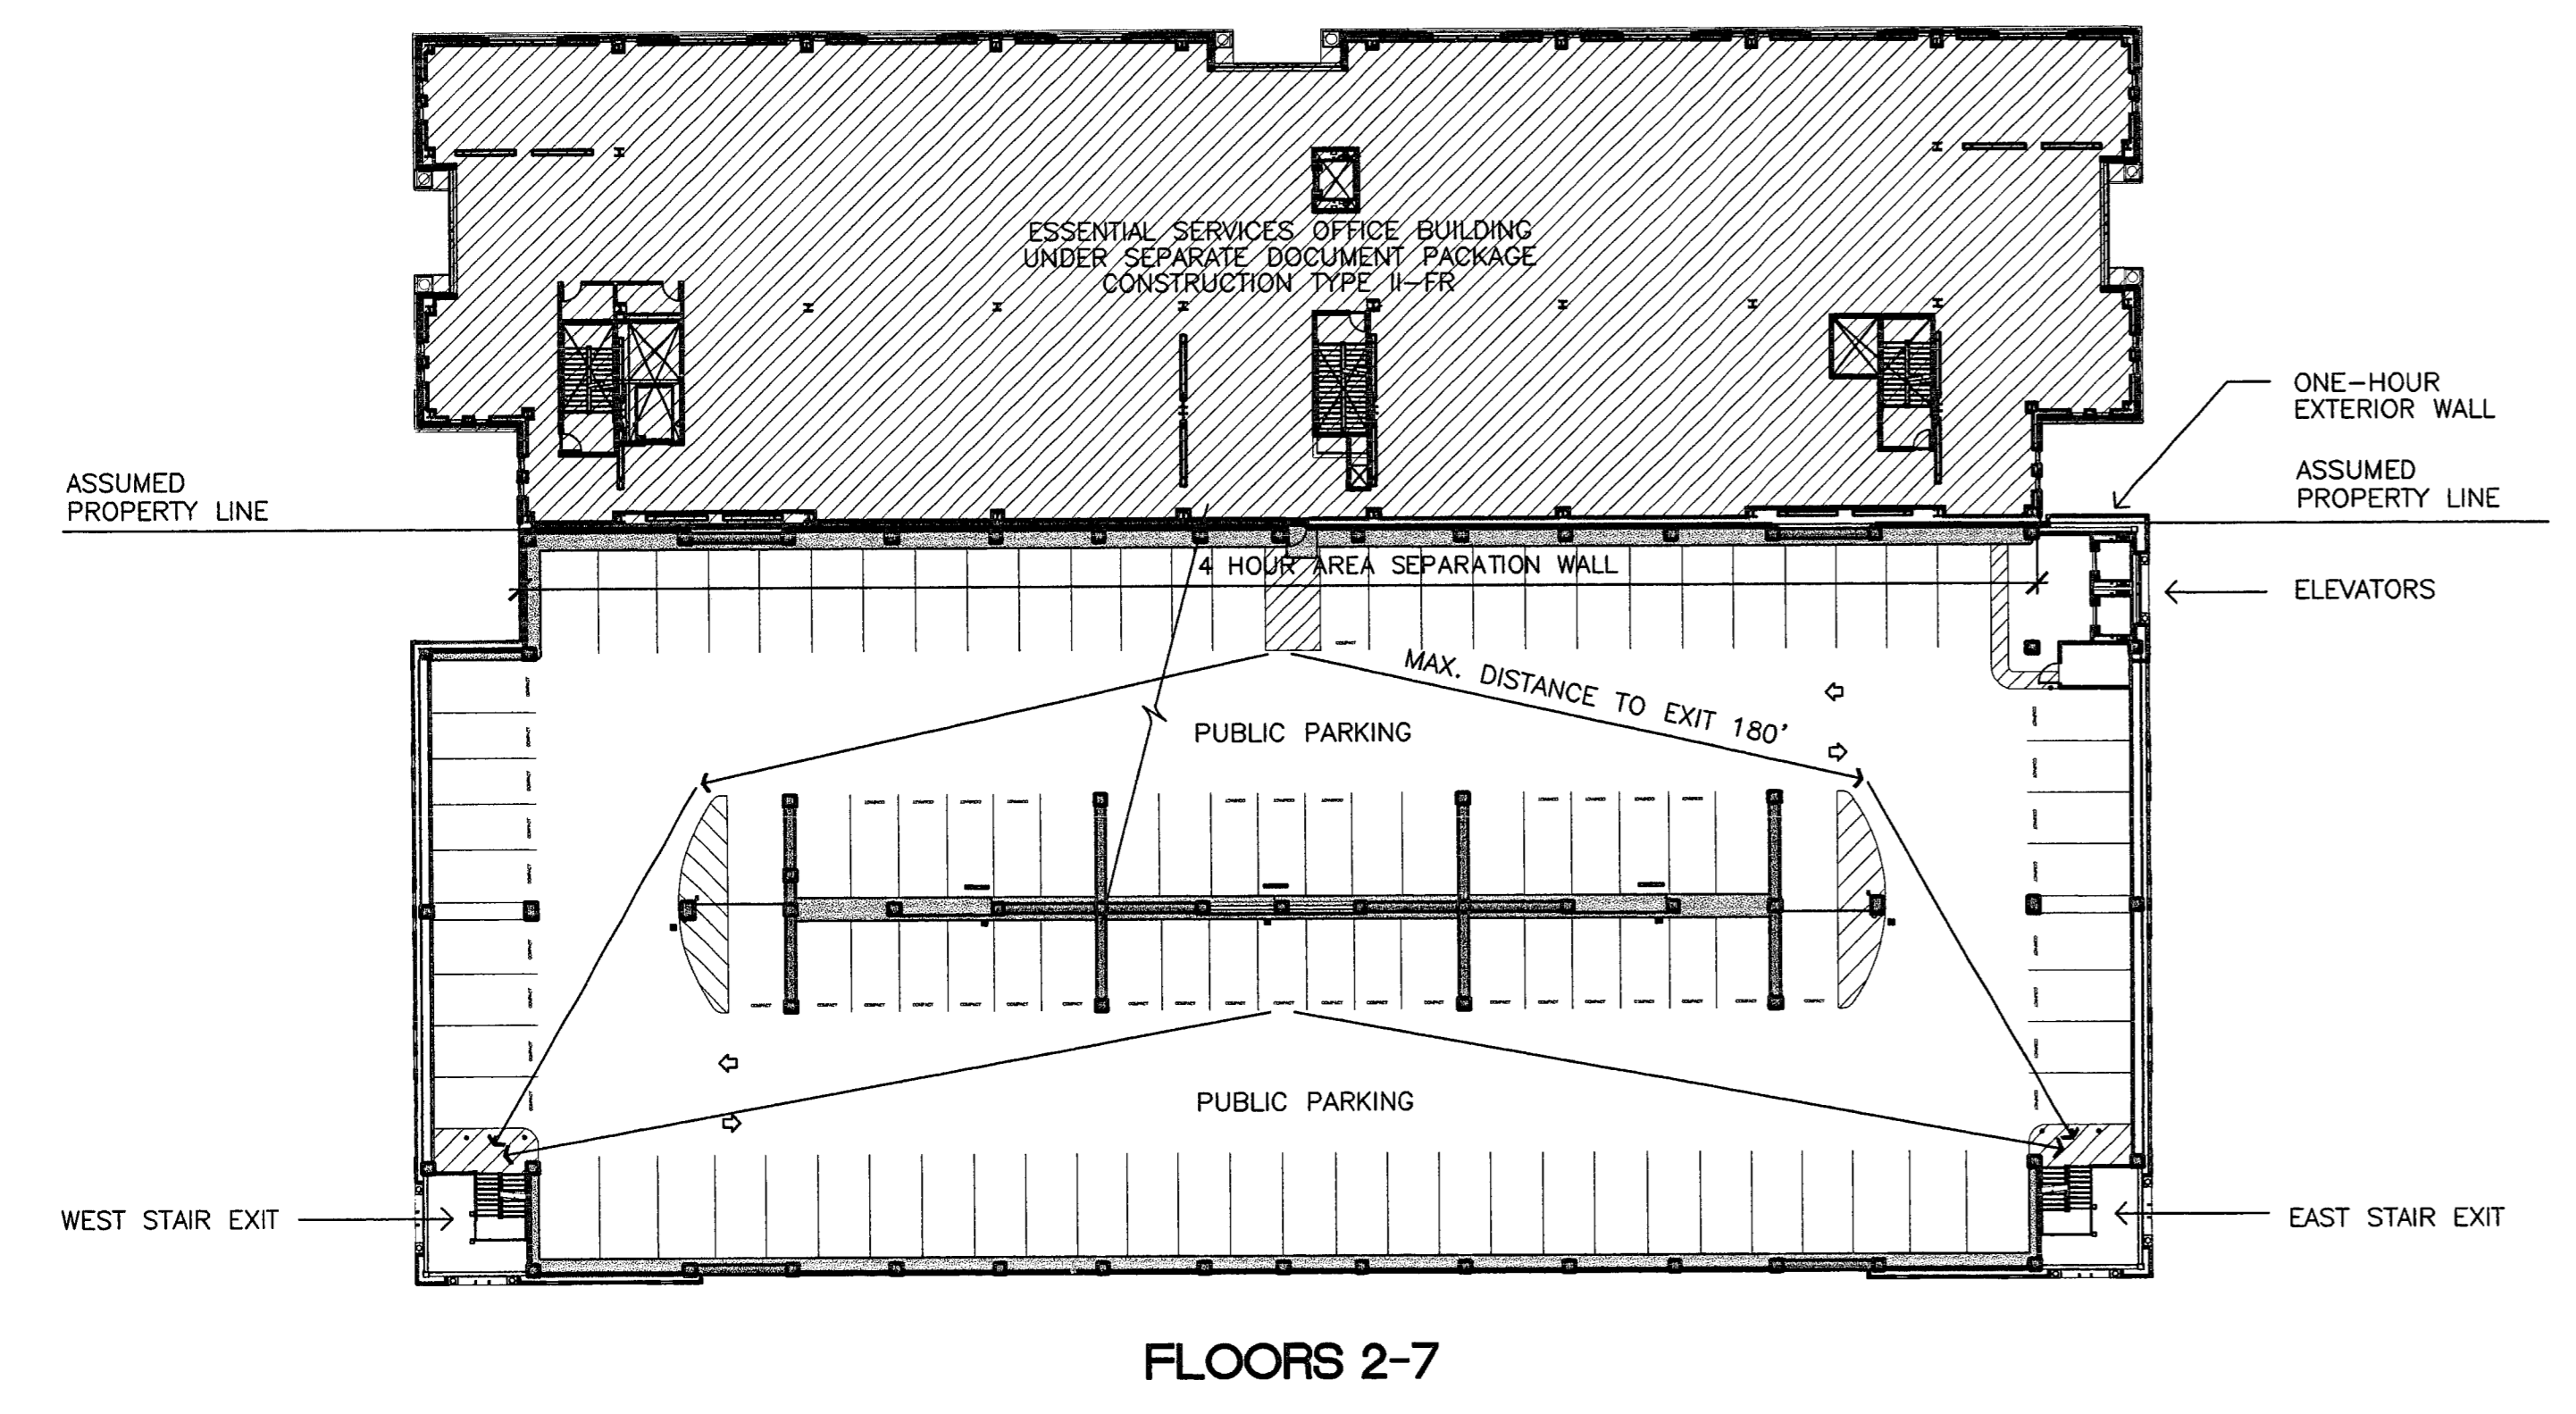 ESSENTIAL SERVICES OFFICE BUILDING
UNDER SEPARATE DOCUMENT PACKAGE
CONSTRUCTION TYPE II-FR
ONE-HOUR
EXTERIOR WALL
ASSUMED
PROPERTY LINE
ASSUMED
PROPERTY LINE
4 HOUR AREA SEPARATION WALL
ELEVATORS
COMPACT
MAX. DISTANCE TO EXIT 180'
PUBLIC PARKING
PUBLIC PARKING
WEST STAIR EXIT
EAST STAIR EXIT
FLOORS 2-7